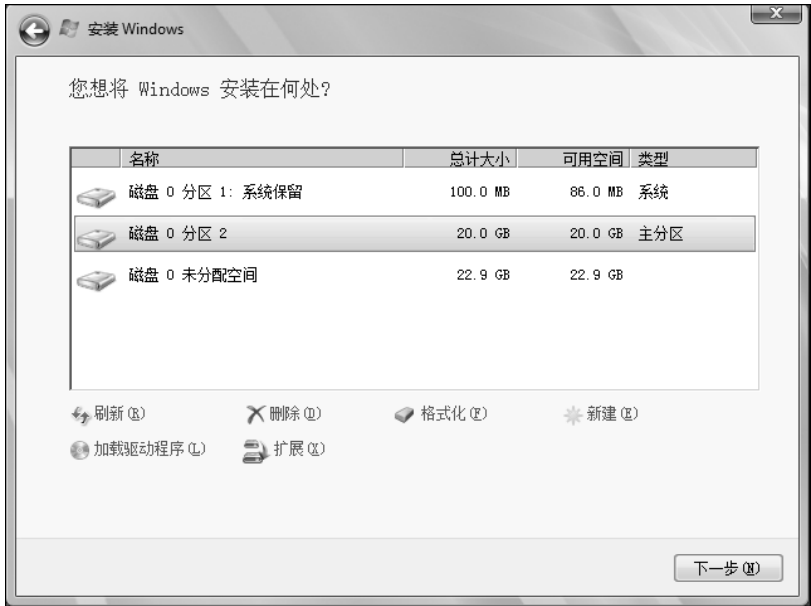 安装 Windows
您想将 Windows 安装在何处?
名称 总计大小 可用空间 类型
磁盘 0 分区 1: 系统保留 100.0 MB 86.0 MB 系统
磁盘 0 分区 2 20.0 GB 20.0 GB 主分区
磁盘 0 未分配空间 22.9 GB 22.9 GB
刷新(R) 删除(D) 格式化(F) 新建(E)
加载驱动程序(L) 扩展(X)
下一步(N)